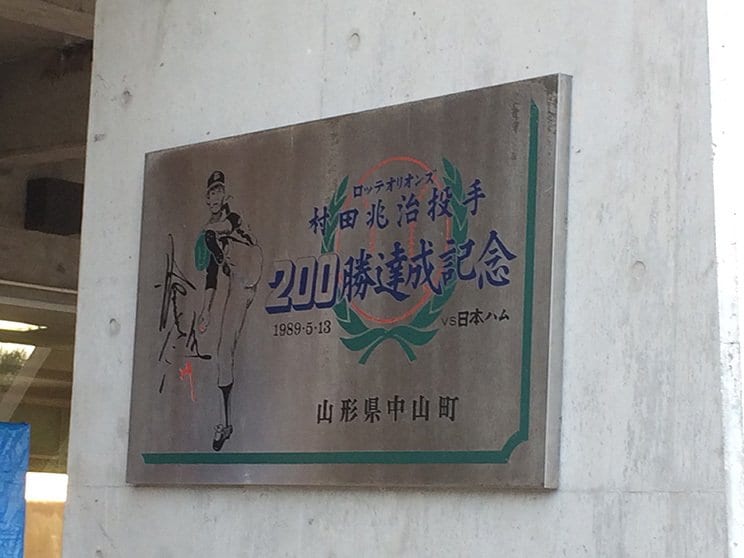 ロッテオリオンズ
村田兆治投手
200勝達成記念
1989・5・13 VS日本ハム
山形県中山町